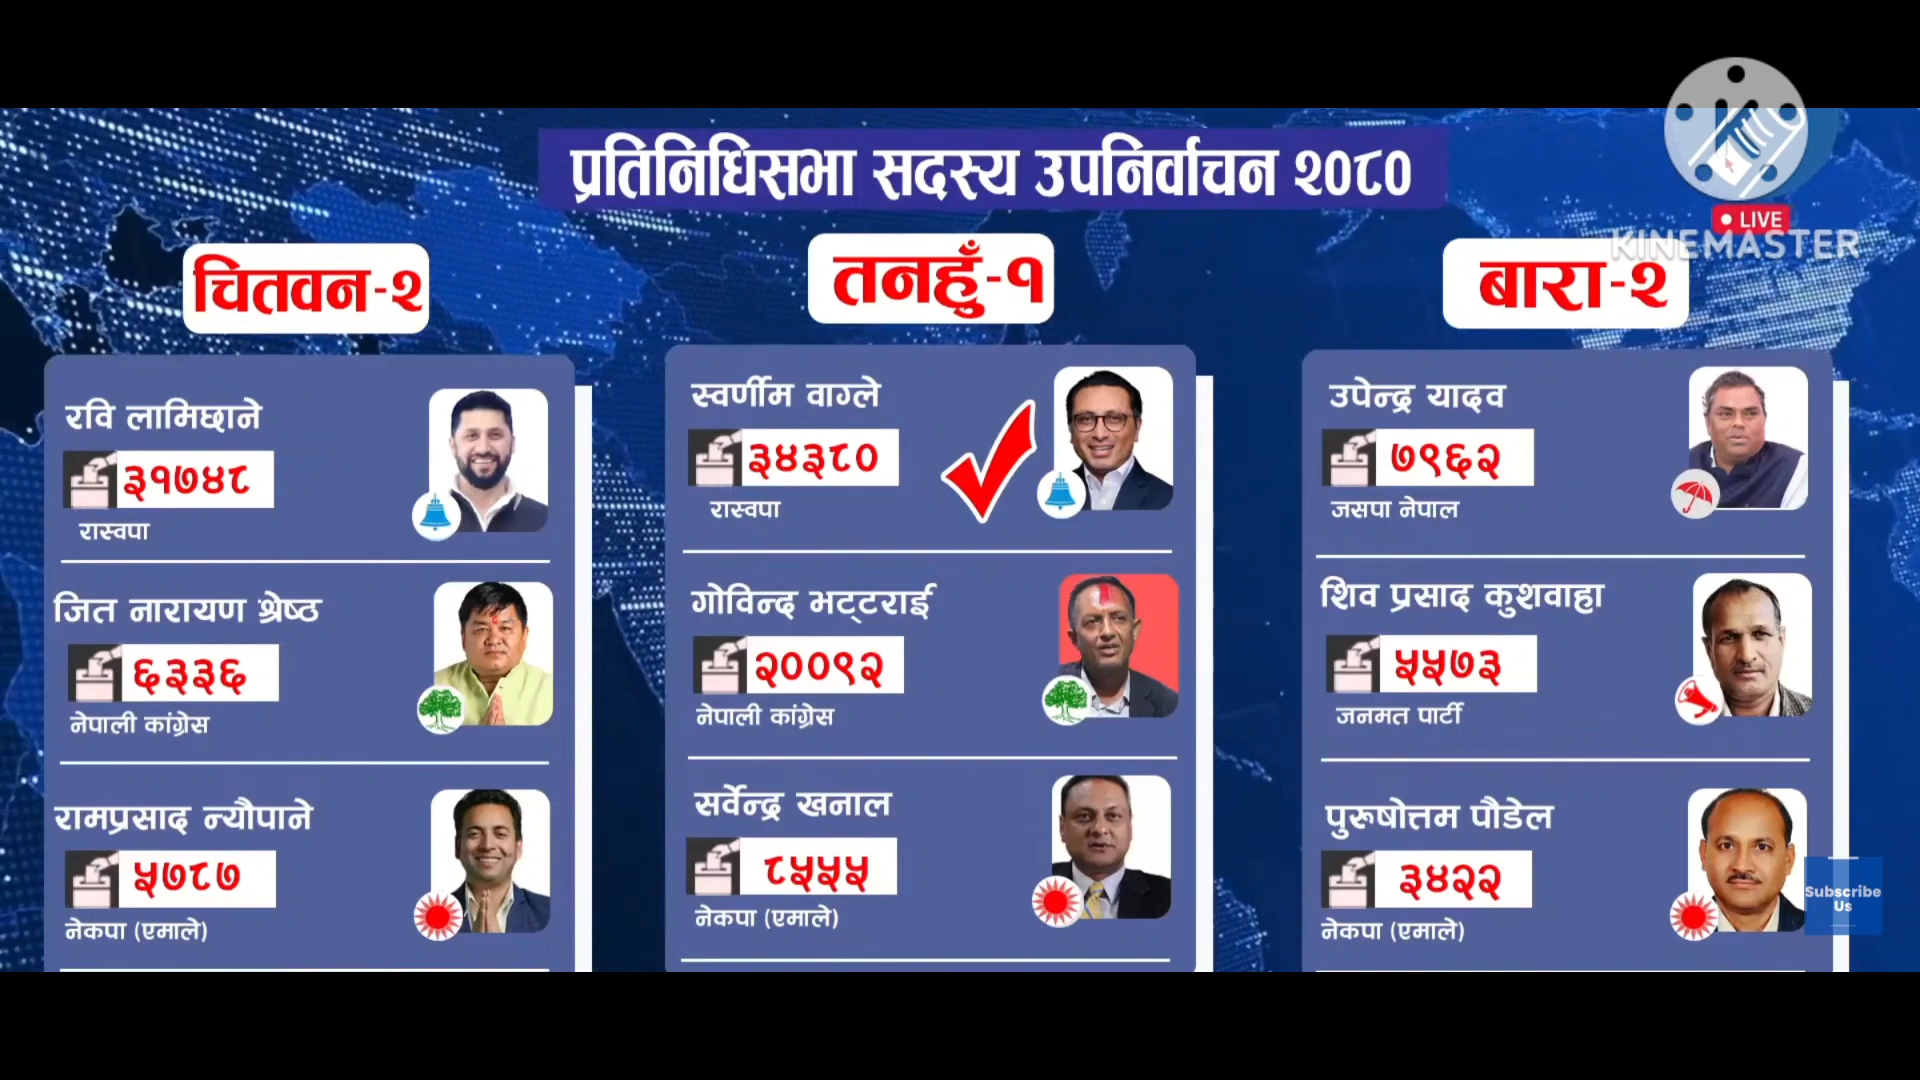 प्रतिनिधिसभा सदस्य उपनिर्वाचन २०८०
LIVE
KINEMASTER
चितवन-२
रवि लामिछाने
३१७४८
रास्वपा
जित नारायण श्रेष्ठ
६३३६
नेपाली कांग्रेस
रामप्रसाद न्यौपाने
५७८७
नेकपा (एमाले)
तनहुँ-१
स्वर्णीम वाग्ले
३४३८०
रास्वपा
गोविन्द भट्टराई
२००९२
नेपाली कांग्रेस
सर्वेन्द्र खनाल
८५५५
नेकपा (एमाले)
बारा-२
उपेन्द्र यादव
७९६२
जसपा नेपाल
शिव प्रसाद कुशवाहा
५५७३
जनमत पार्टी
पुरूषोत्तम पौडेल
३४२२
नेकपा (एमाले)
Subscribe
Us